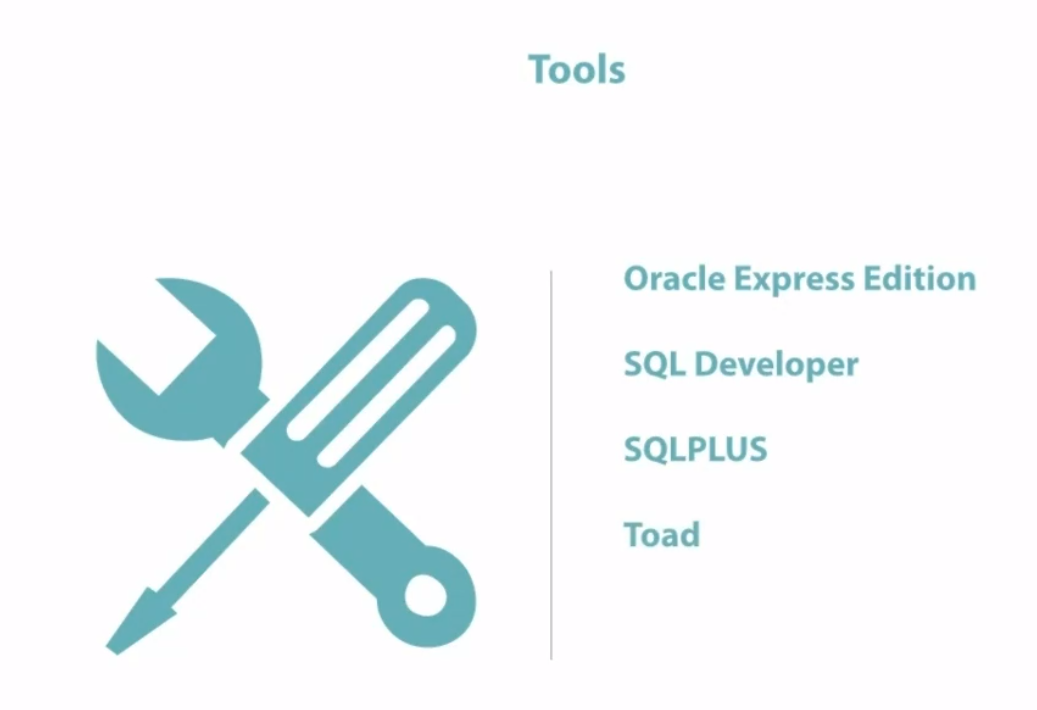 Tools
Oracle Express Edition
SQL Developer
SQLPLUS
Toad